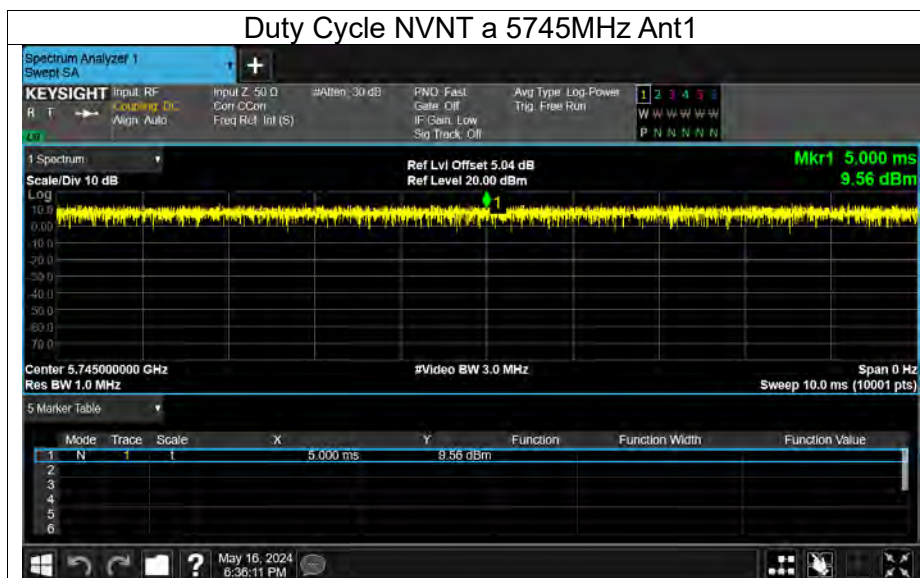 Duty Cycle NVNT a 5745MHz Ant1
Spectrum Analyzer 1
Swept SA
+
KEYSIGHT Input: RF Input Z: 50 Ω #Atten: 30 dB PNO: Fast Avg Type: Log-Power 1 2 3 4 5 6
R T Coupling: DC Corr CCorr Gate: Off Trig: Free Run W W W W W W
Align: Auto Freq Ref: Int (S) IF Gain: Low P N N N N N
Sig Track: Off
1 Spectrum Ref Lvl Offset 5.04 dB Mkr1 5.000 ms
Scale/Div 10 dB Ref Level 20.00 dBm 9.56 dBm
Log
10.0
1
0.00
-10.0
-20.0
-30.0
-40.0
-50.0
-60.0
-70.0
Center 5.745000000 GHz #Video BW 3.0 MHz Span 0 Hz
Res BW 1.0 MHz Sweep 10.0 ms (10001 pts)
5 Marker Table
Mode Trace Scale X Y Function Function Width Function Value
1 N 1 t 5.000 ms 9.56 dBm
2
3
4
5
6
? May 16, 2024
6:36:11 PM